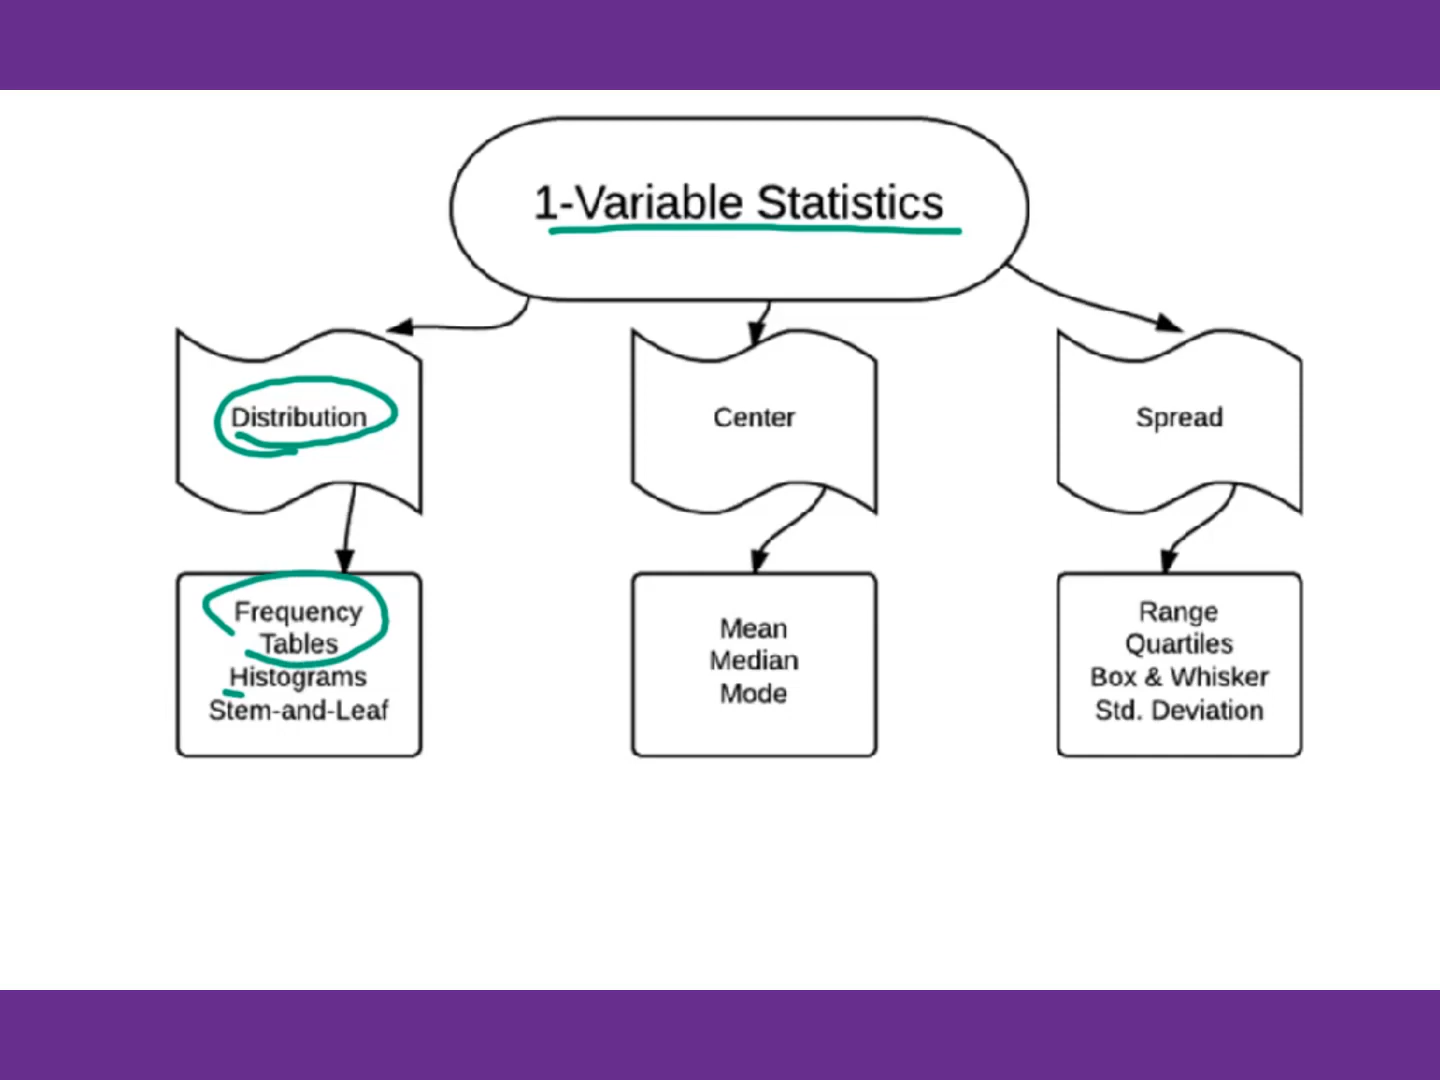 1-Variable Statistics
Distribution
Center
Spread
Frequency
Tables
Histograms
Stem-and-Leaf
Mean
Median
Mode
Range
Quartiles
Box & Whisker
Std. Deviation